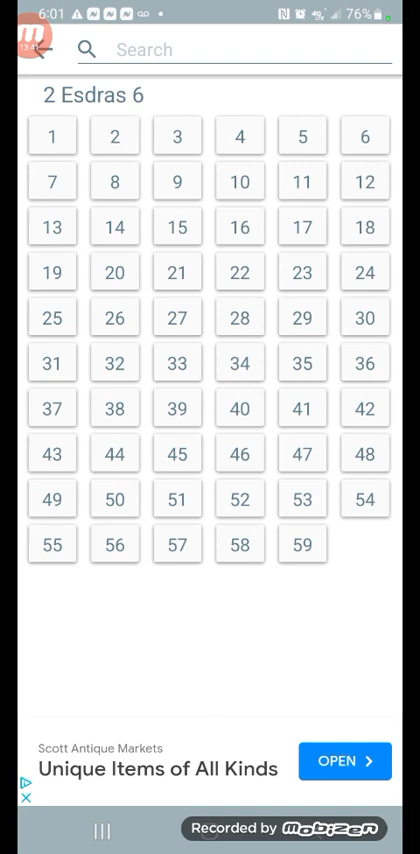 6:01 76%
13:41
Search
2 Esdras 6
1 2 3 4 5 6
7 8 9 10 11 12
13 14 15 16 17 18
19 20 21 22 23 24
25 26 27 28 29 30
31 32 33 34 35 36
37 38 39 40 41 42
43 44 45 46 47 48
49 50 51 52 53 54
55 56 57 58 59
Scott Antique Markets
Unique Items of All Kinds
OPEN
Recorded by mobizen